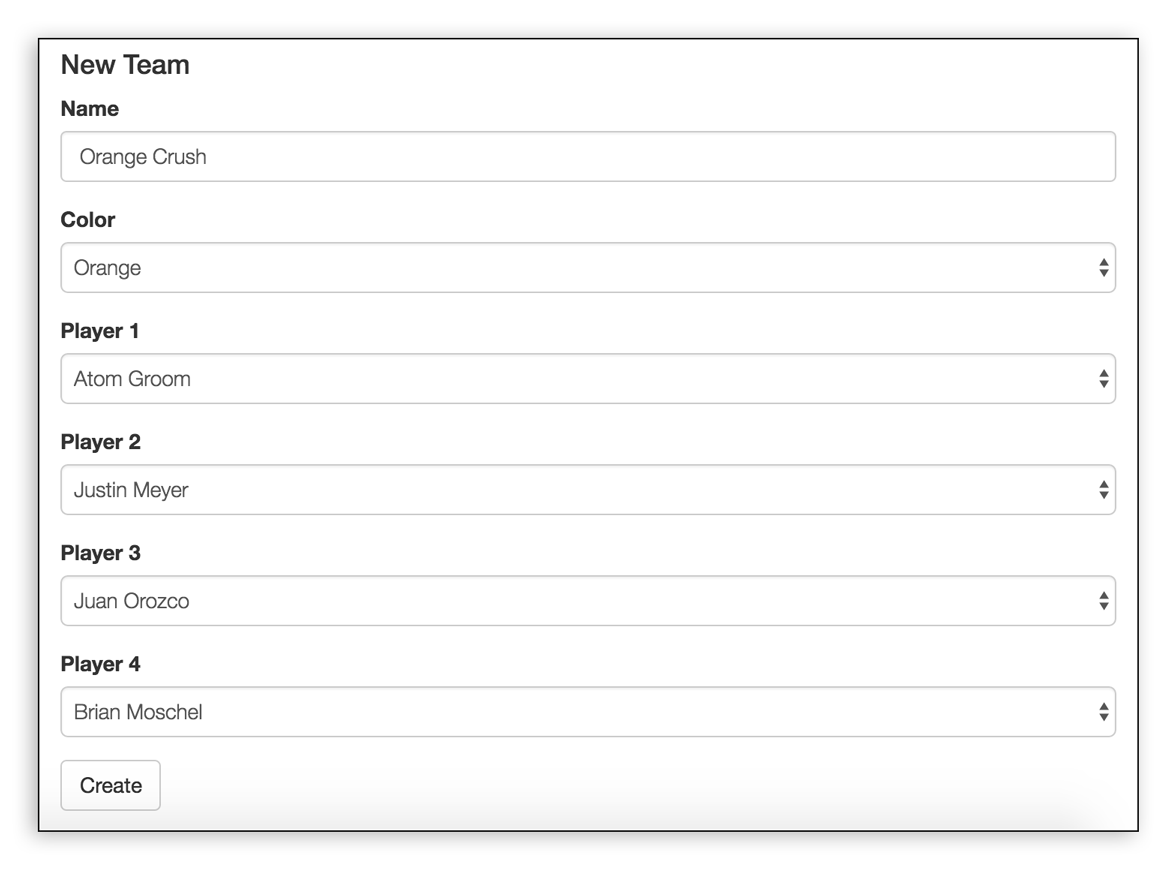 New Team
Name
Orange Crush
Color
Orange
Player 1
Atom Groom
Player 2
Justin Meyer
Player 3
Juan Orozco
Player 4
Brian Moschel
Create